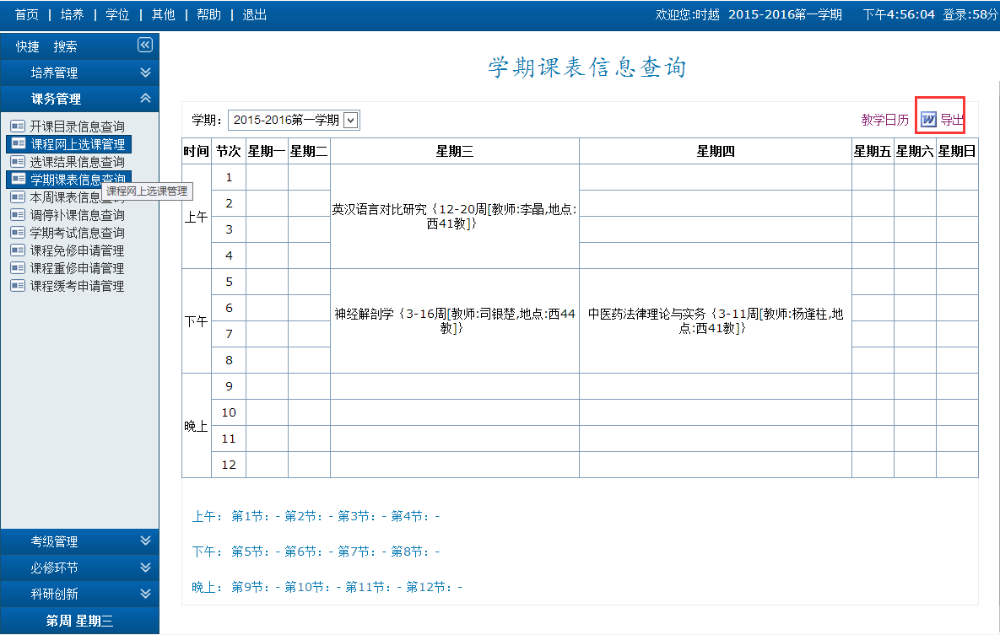 首页 | 培养 | 学位 | 其他 | 帮助 | 退出
欢迎您:时越 2015-2016第一学期 下午4:56:04 登录:58分
快捷 搜索
培养管理
课务管理
开课目录信息查询
课程网上选课管理
选课结果信息查询
学期课表信息查询
课程网上选课管理
本周课表信息
调停补课信息查询
学期考试信息查询
课程免修申请管理
课程重修申请管理
课程缓考申请管理
考级管理
必修环节
科研创新
第周 星期三
学期课表信息查询
学期: 2015-2016第一学期
教学日历 导出
时间 节次 星期一 星期二 星期三 星期四 星期五 星期六 星期日
上午
1
2
3
4
英汉语言对比研究{12-20周[教师:李晶,地点:
西41教]}
下午
5
6
7
8
神经解剖学{3-16周[教师:司银楚,地点:西44
教]}
中医药法律理论与实务{3-11周[教师:杨逢柱,地
点:西41教]}
晚上
9
10
11
12
上午: 第1节: - 第2节: - 第3节: - 第4节: -
下午: 第5节: - 第6节: - 第7节: - 第8节: -
晚上: 第9节: - 第10节: - 第11节: - 第12节: -